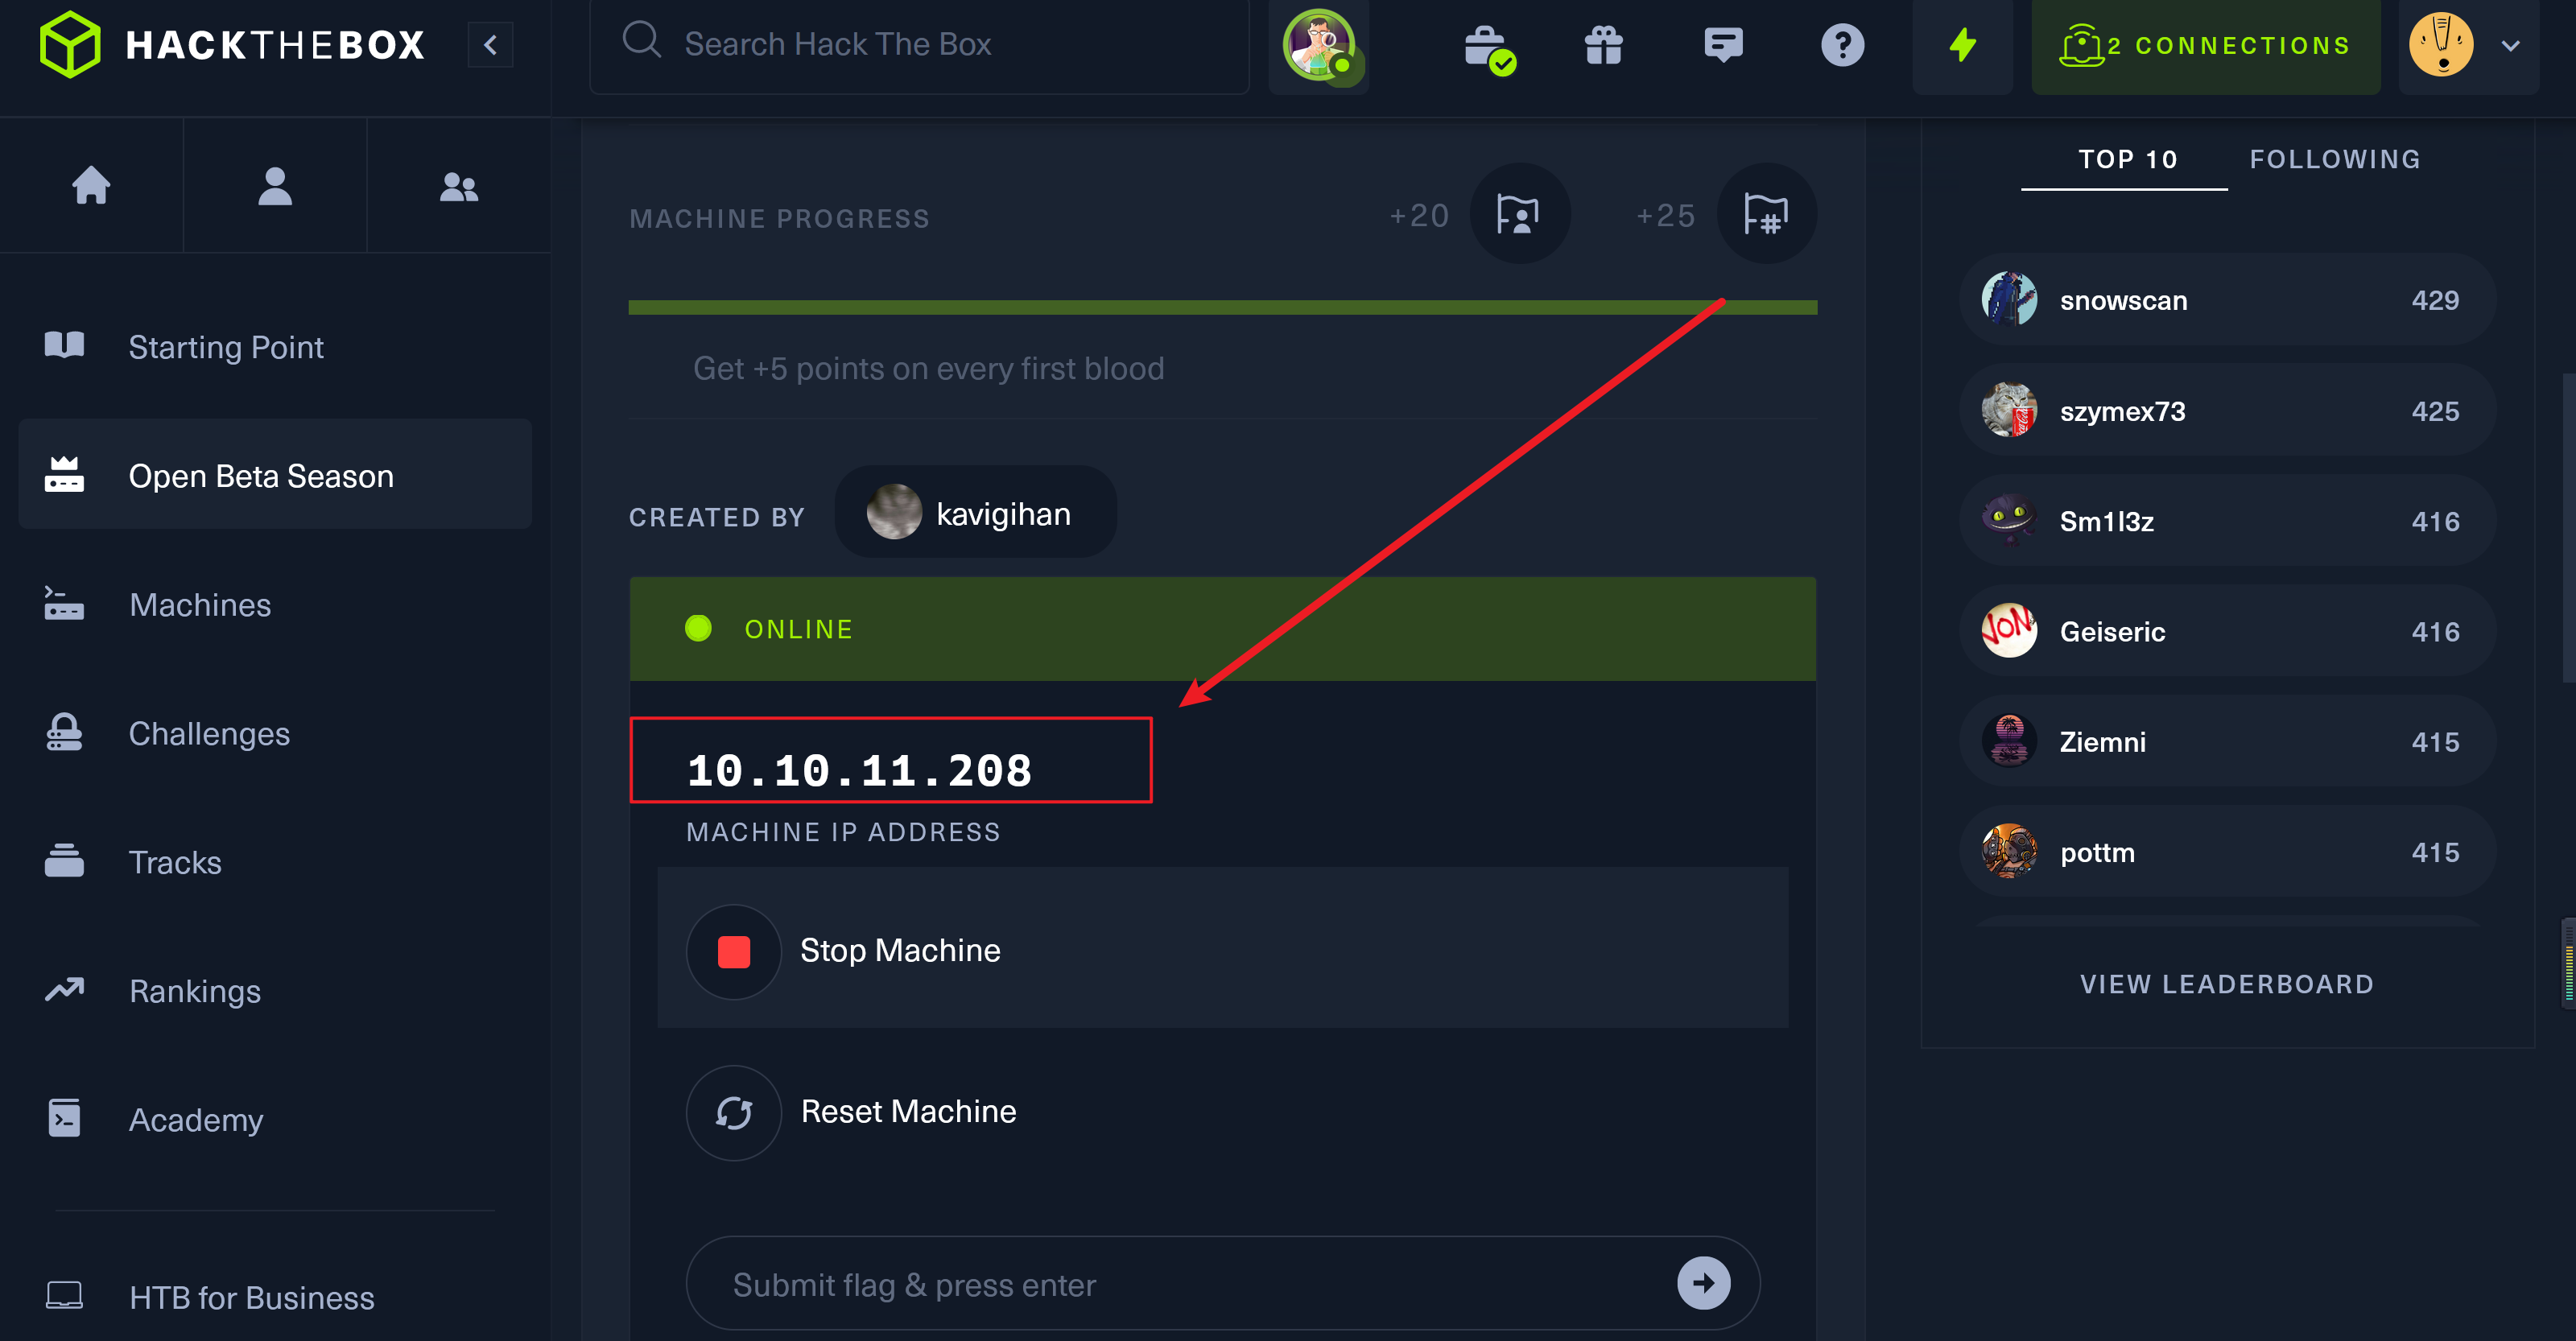 HACKTHEBOX
Search Hack The Box
2 CONNECTIONS
Starting Point
Open Beta Season
Machines
Challenges
Tracks
Rankings
Academy
HTB for Business
MACHINE PROGRESS
+20
+25
Get +5 points on every first blood
CREATED BY
kavigihan
ONLINE
10.10.11.208
MACHINE IP ADDRESS
Stop Machine
Reset Machine
Submit flag & press enter
TOP 10
FOLLOWING
snowscan 429
szymex73 425
Sm1l3z 416
Geiseric 416
Ziemni 415
pottm 415
VIEW LEADERBOARD